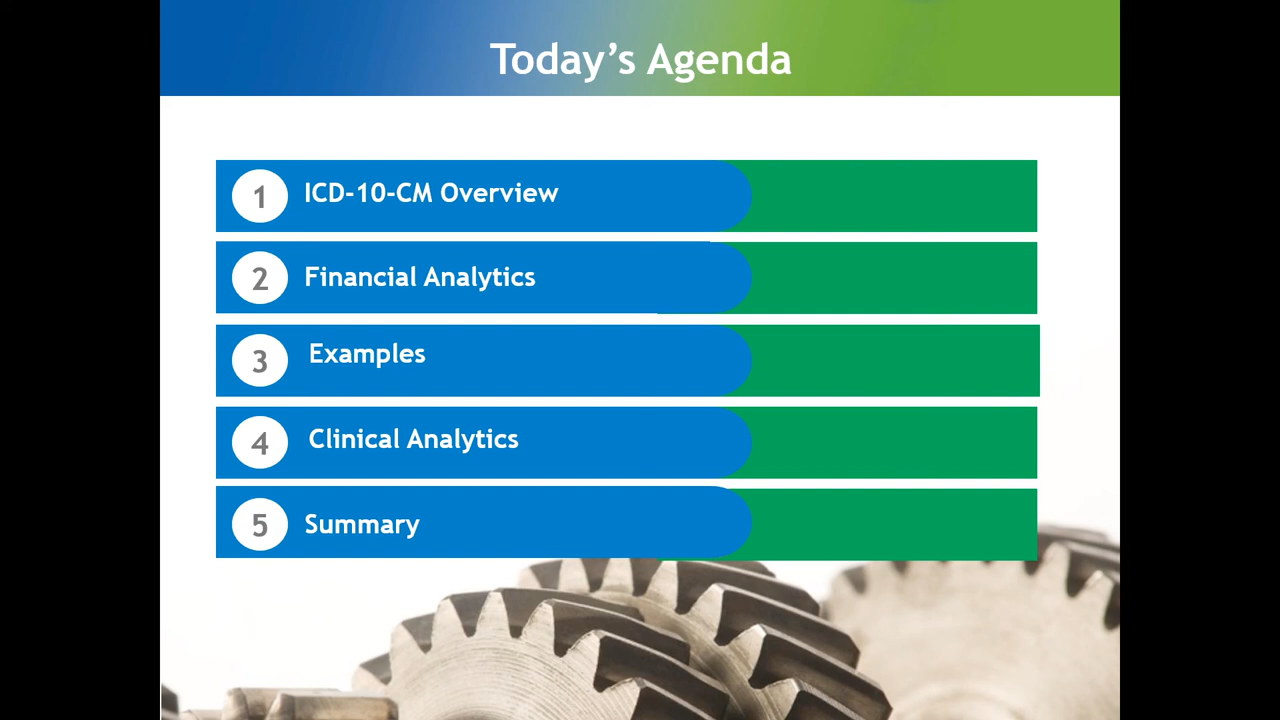 Today’s Agenda
1 ICD-10-CM Overview
2 Financial Analytics
3 Examples
4 Clinical Analytics
5 Summary